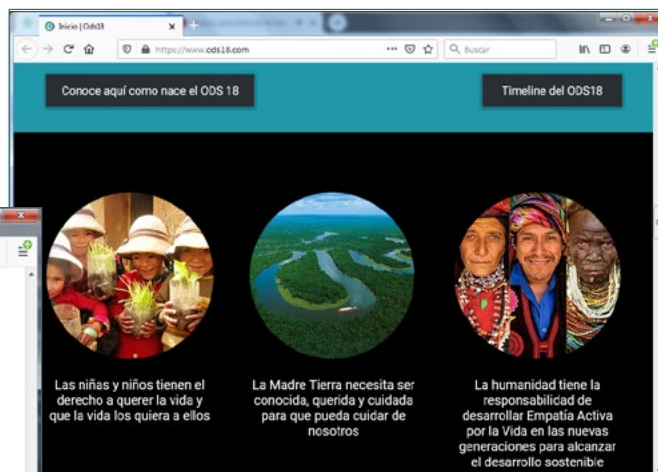 Inicio | Ods18
https://www.ods18.com
Buscar
Conoce aquí como nace el ODS 18
Timeline del ODS18
Las niñas y niños tienen el
derecho a querer la vida y
que la vida los quiera a ellos
La Madre Tierra necesita ser
conocida, querida y cuidada
para que pueda cuidar de
nosotros
La humanidad tiene la
responsabilidad de
desarrollar Empatía Activa
por la Vida en las nuevas
generaciones para alcanzar
el desarrollo sostenible